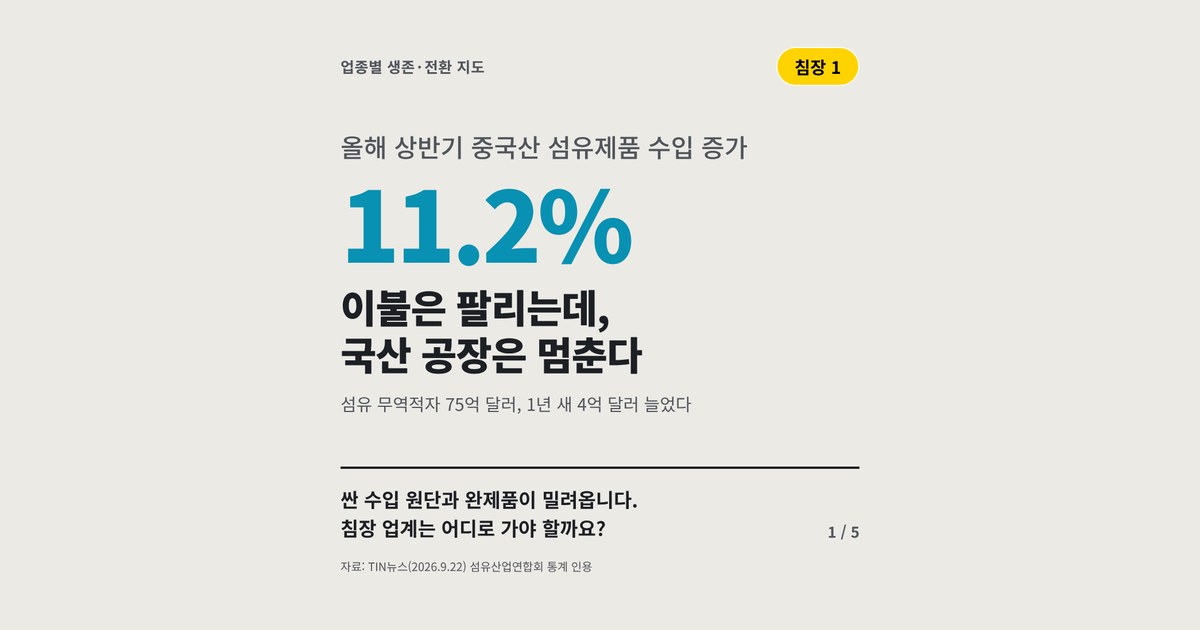 업종별 생존·전환 지도
침장 1
올해 상반기 중국산 섬유제품 수입 증가
11.2%
이불은 팔리는데,
국산 공장은 멈춘다
섬유 무역적자 75억 달러, 1년 새 4억 달러 늘었다
싼 수입 원단과 완제품이 밀려옵니다.
침장 업계는 어디로 가야 할까요?
1 / 5
자료: TIN뉴스(2026.9.22) 섬유산업연합회 통계 인용